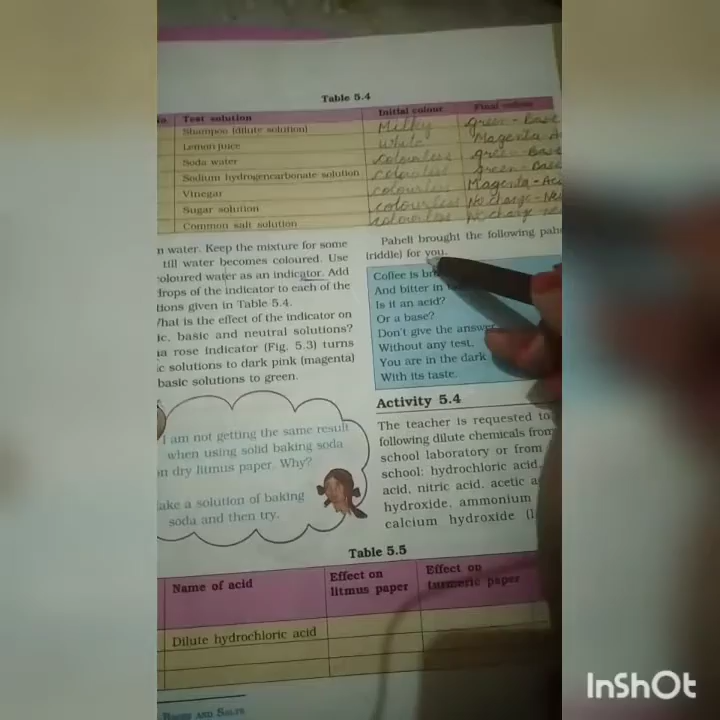 Table 5.4
Test solution Initial colour Final colour
Shampoo (dilute solution) Milky green - Base
Lemon juice white Magenta
Soda water colourless green - Base
Sodium hydrogencarbonate solution colourless green - Base
Vinegar colourless Magenta - Aci
Sugar solution colourless No change - Ne
Common salt solution colourless No change
n water. Keep the mixture for some
till water becomes coloured. Use
coloured water as an indicator. Add
drops of the indicator to each of the
tions given in Table 5.4.
What is the effect of the indicator on
ic, basic and neutral solutions?
a rose indicator (Fig. 5.3) turns
ic solutions to dark pink (magenta)
basic solutions to green.
I am not getting the same result
when using solid baking soda
on dry litmus paper. Why?
ake a solution of baking
soda and then try.
Paheli brought the following pah
(riddle) for you.
Coffee is br
And bitter in
Is it an acid?
Or a base?
Don't give the answer
Without any test.
You are in the dark
With its taste.
Activity 5.4
The teacher is requested to
following dilute chemicals from
school laboratory or from
school: hydrochloric acid,
acid, nitric acid, acetic a
hydroxide, ammonium
calcium hydroxide (l
Table 5.5
Name of acid Effect on litmus paper Effect on turmeric paper
Dilute hydrochloric acid
Bases and Salts
InShOt